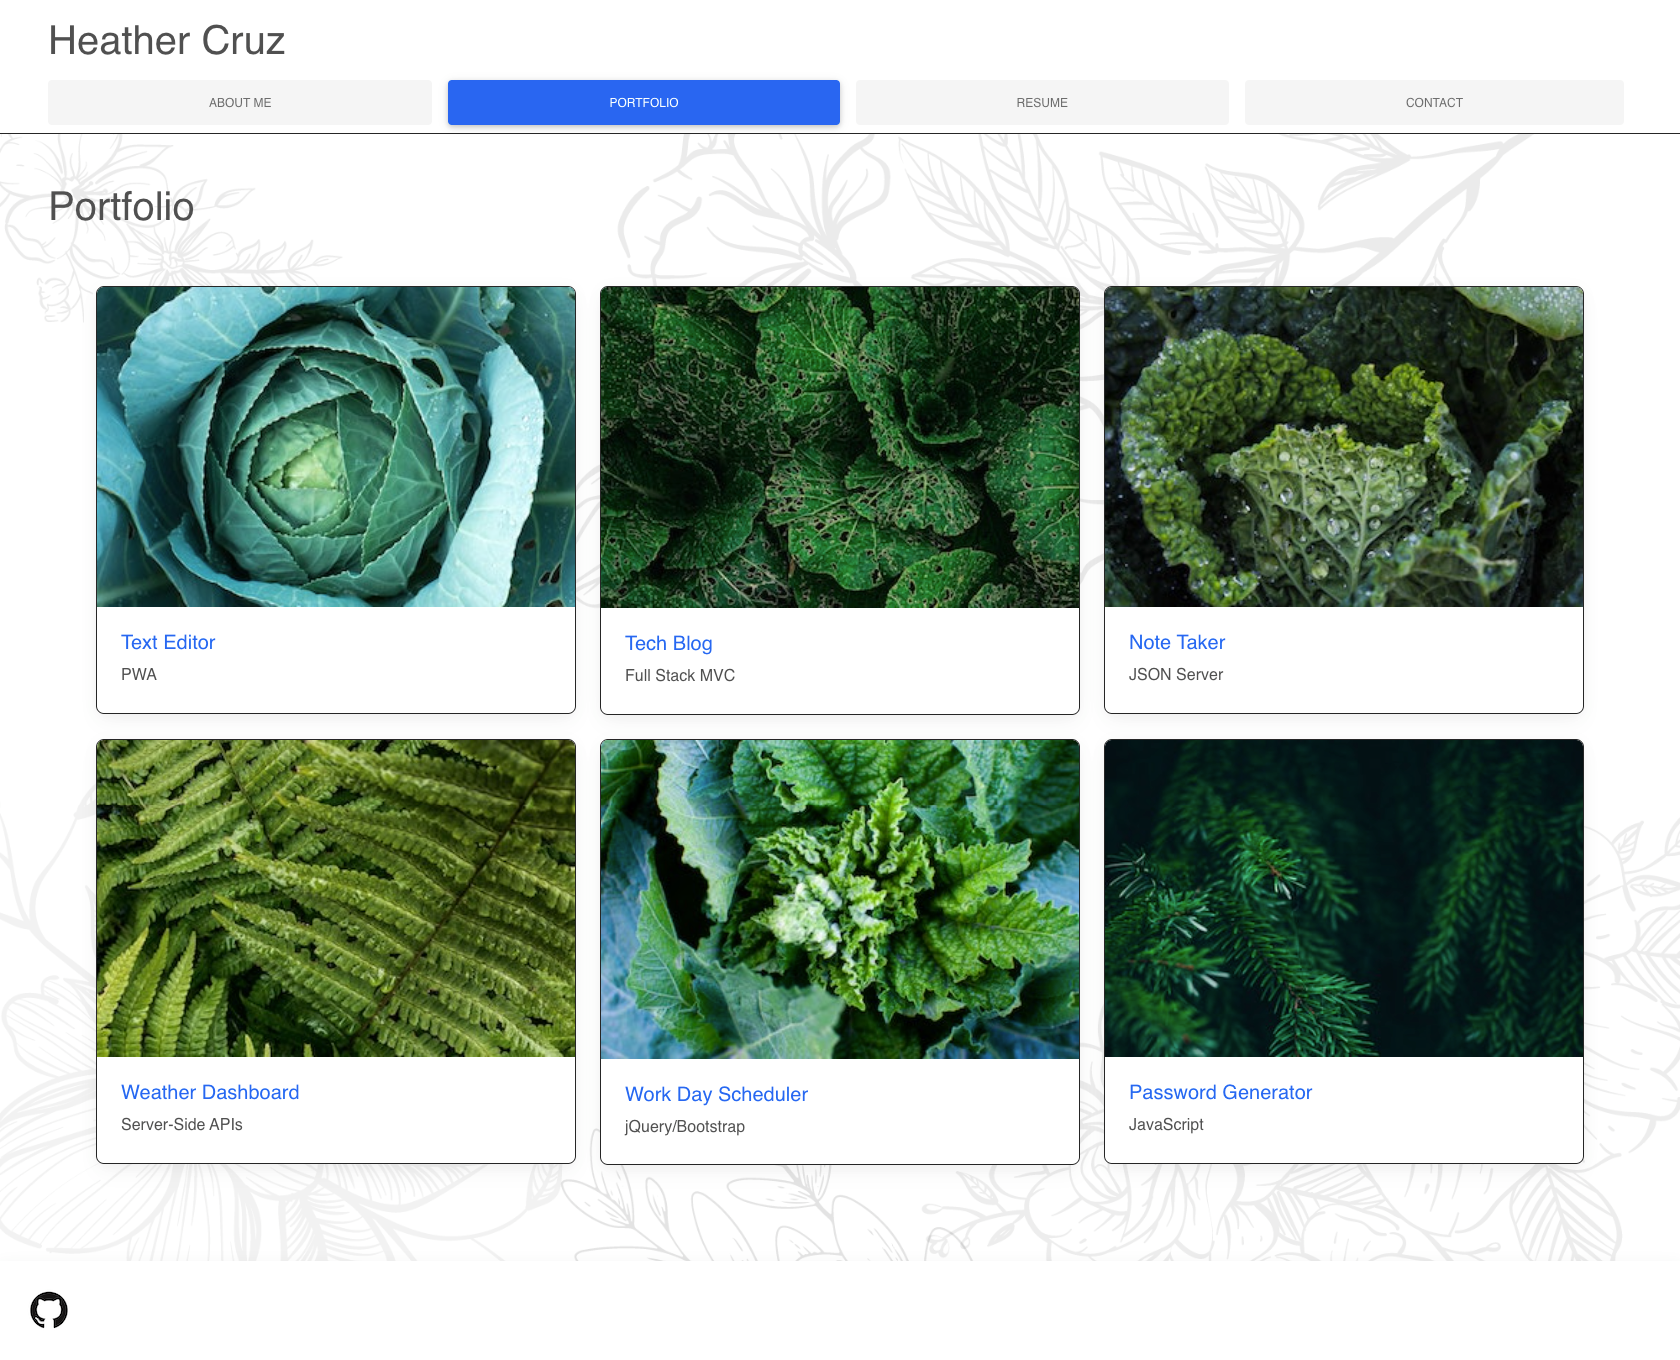 Heather Cruz
ABOUT ME
PORTFOLIO
RESUME
CONTACT
Portfolio
Text Editor
PWA
Tech Blog
Full Stack MVC
Note Taker
JSON Server
Weather Dashboard
Server-Side APIs
Work Day Scheduler
jQuery/Bootstrap
Password Generator
JavaScript